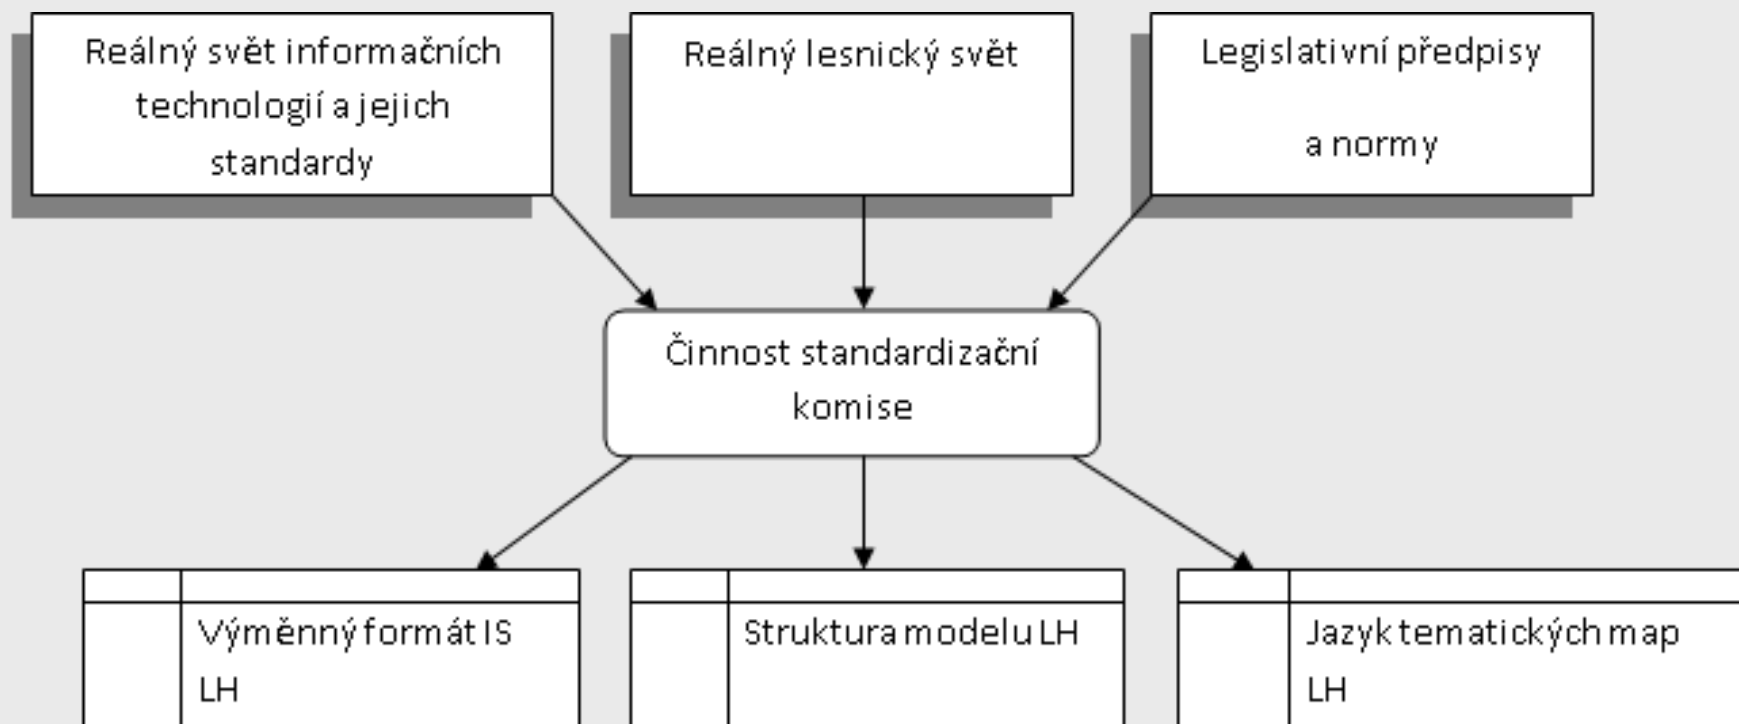 Reálný svět informačních
technologií a jejich
standardy
Reálný lesnický svět
Legislativní předpisy
a normy
Činnost standardizační
komise
Výměnný formát IS
LH
Struktura modelu LH
Jazyk tematických map
LH